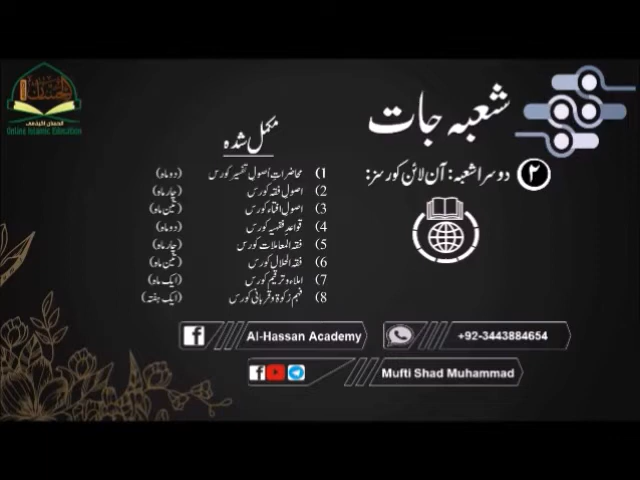 شعبہ جات
۲ دوسرا شعبہ: آن لائن کورسز:
مکمل شدہ
1) محاضراتِ اصولِ تفسیر کورس (دو ماہ)
2) اصولِ فقہ کورس (چار ماہ)
3) اصولِ افتاء کورس (تین ماہ)
4) قواعدِ فقہیہ کورس (دو ماہ)
5) فقہ المعاملات کورس (چار ماہ)
6) فقہ الحلال کورس (تین ماہ)
7) املاء و ترقیم کورس (ایک ماہ)
8) فہم زکوٰۃ و قربانی کورس (ایک ہفتہ)
Al-Hassan Academy
+92-3443884654
Mufti Shad Muhammad
الحسان اکیڈمی
Online Islamic Education